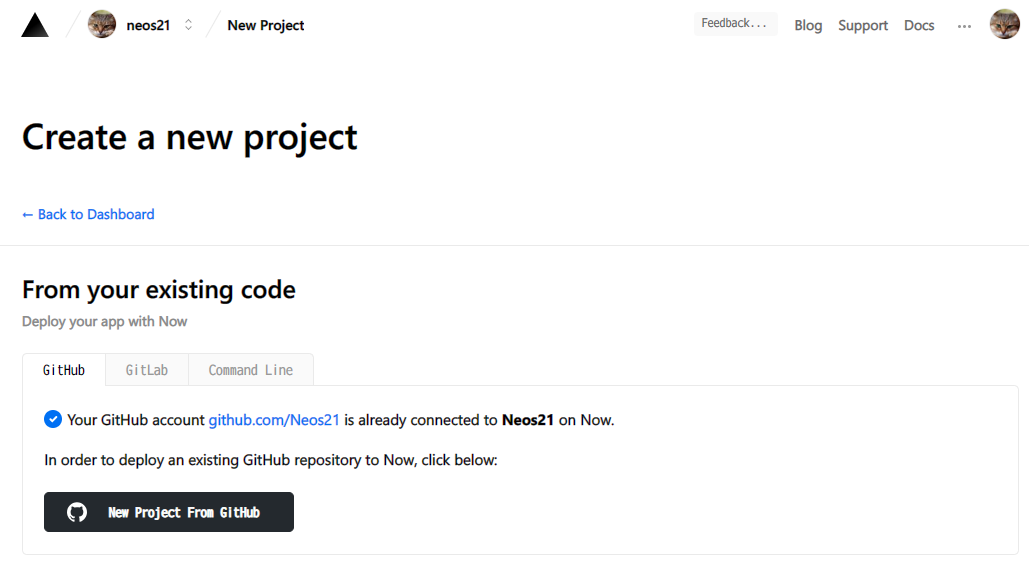 neos21 New Project Feedback... Blog Support Docs ...
Create a new project
← Back to Dashboard
From your existing code
Deploy your app with Now
GitHub GitLab Command Line
Your GitHub account github.com/Neos21 is already connected to Neos21 on Now.
In order to deploy an existing GitHub repository to Now, click below:
New Project From GitHub